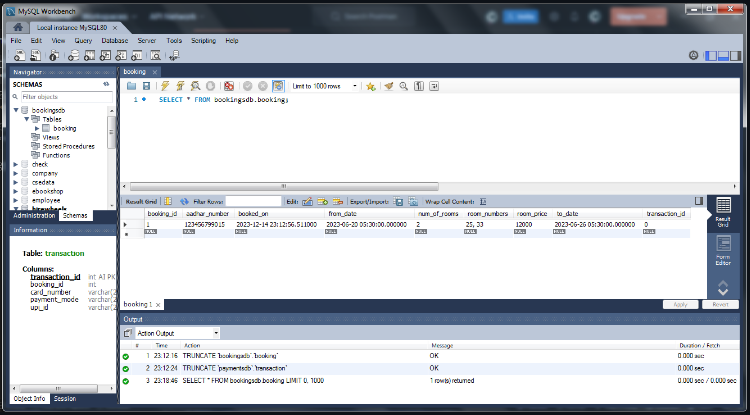 MySQL Workbench
Local instance MySQL80 ×
File Edit View Query Database Server Tools Scripting Help
Navigator
SCHEMAS
Filter objects
bookingsdb
Tables
booking
Views
Stored Procedures
Functions
check
company
csedata
ebookshop
employee
Administration Schemas
Information
Table: transaction
Columns:
transaction_id int AI PK
booking_id int
card_number varchar(2
payment_mode varchar(2
upi_id varchar(2
Object Info Session
booking ×
Limit to 1000 rows
1 SELECT * FROM bookingsdb.booking;
Result Grid Filter Rows: Edit: Export/Import: Wrap Cell Content:
booking_id aadhar_number booked_on from_date num_of_rooms room_numbers room_price to_date transaction_id
1 123456799015 2023-12-14 23:12:56.511000 2023-06-20 05:30:00.000000 2 25, 33 12000 2023-06-26 05:30:00.000000 0
NULL NULL NULL NULL NULL NULL NULL NULL NULL
Result Grid
Form Editor
booking 1 × Apply Revert
Output
Action Output
# Time Action Message Duration / Fetch
1 23:12:16 TRUNCATE `bookingsdb`.`booking` OK 0.000 sec
2 23:12:24 TRUNCATE `paymentsdb`.`transaction` OK 0.000 sec
3 23:18:46 SELECT * FROM bookingsdb.booking LIMIT 0, 1000 1 row(s) returned 0.000 sec / 0.000 sec